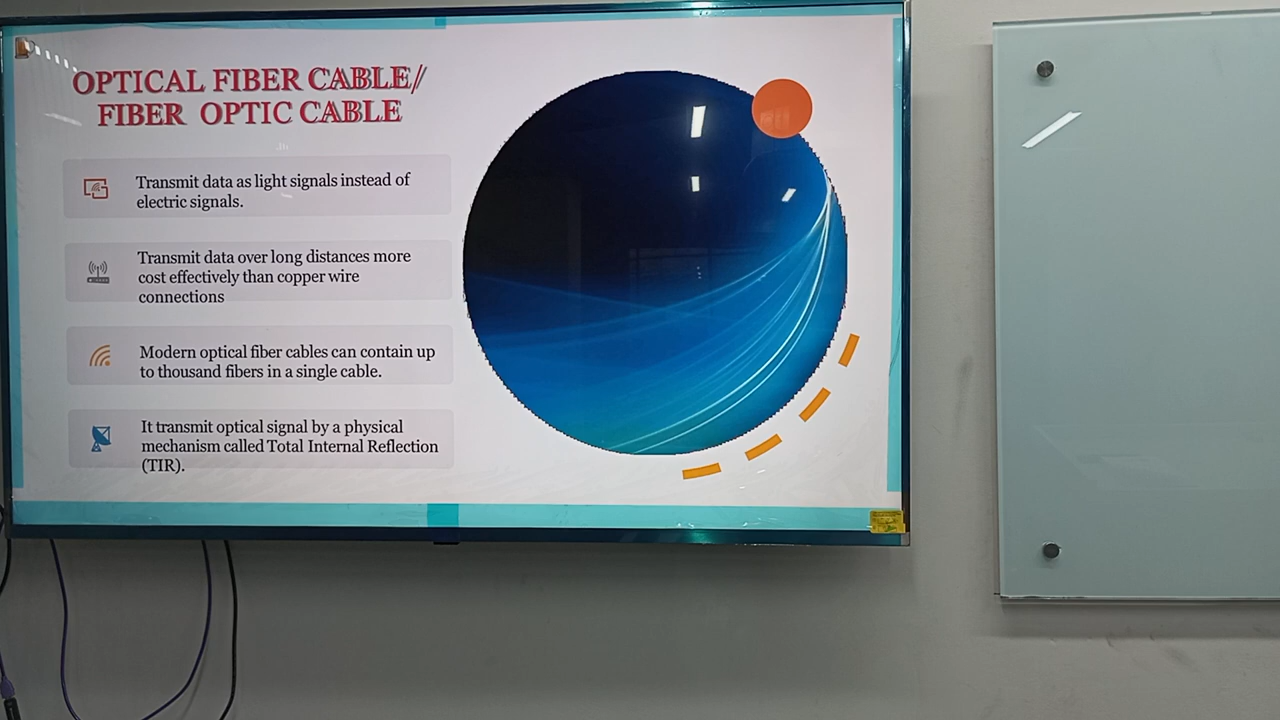 OPTICAL FIBER CABLE/
FIBER OPTIC CABLE
Transmit data as light signals instead of
electric signals.
Transmit data over long distances more
cost effectively than copper wire
connections
Modern optical fiber cables can contain up
to thousand fibers in a single cable.
It transmit optical signal by a physical
mechanism called Total Internal Reflection
(TIR).